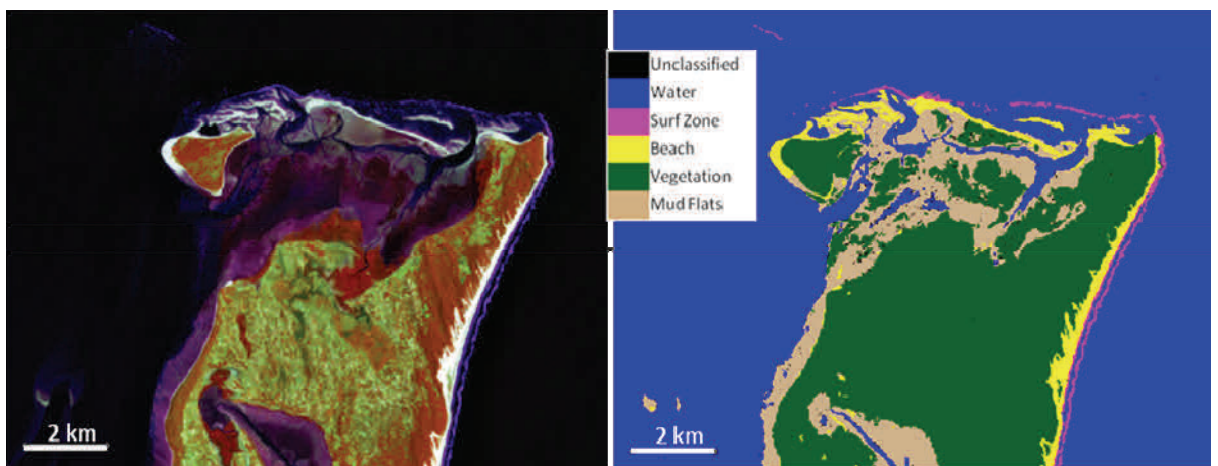 Unclassified
Water
Surf Zone
Beach
Vegetation
Mud Flats
2 km
2 km